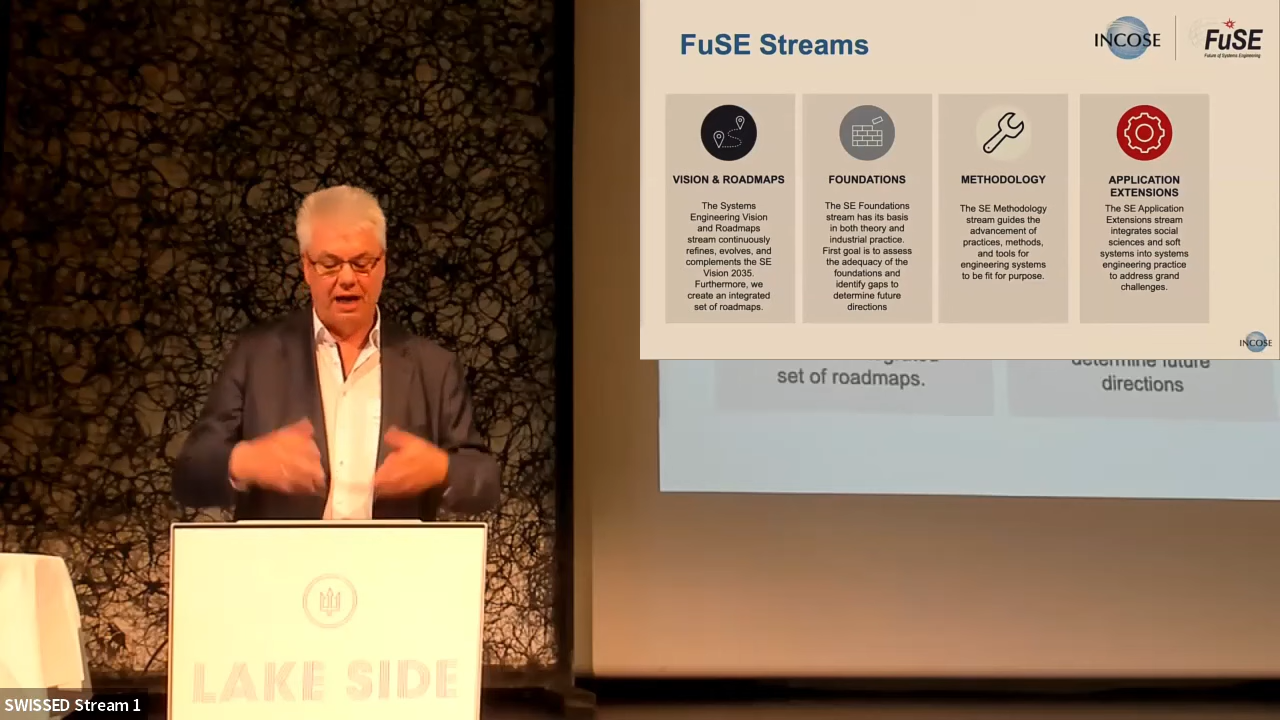 FuSE Streams
INCOSE
FuSE
Future of Systems Engineering
VISION & ROADMAPS
The Systems
Engineering Vision
and Roadmaps
stream continuously
refines, evolves, and
complements the SE
Vision 2035.
Furthermore, we
create an integrated
set of roadmaps.
FOUNDATIONS
The SE Foundations
stream has its basis
in both theory and
industrial practice.
First goal is to assess
the adequacy of the
foundations and
identify gaps to
determine future
directions
METHODOLOGY
The SE Methodology
stream guides the
advancement of
practices, methods,
and tools for
engineering systems
to be fit for purpose.
APPLICATION
EXTENSIONS
The SE Application
Extensions stream
integrates social
sciences and soft
systems into systems
engineering practice
to address grand
challenges.
INCOSE
set of roadmaps.
determine future
directions
LAKE SIDE
SWISSED Stream 1